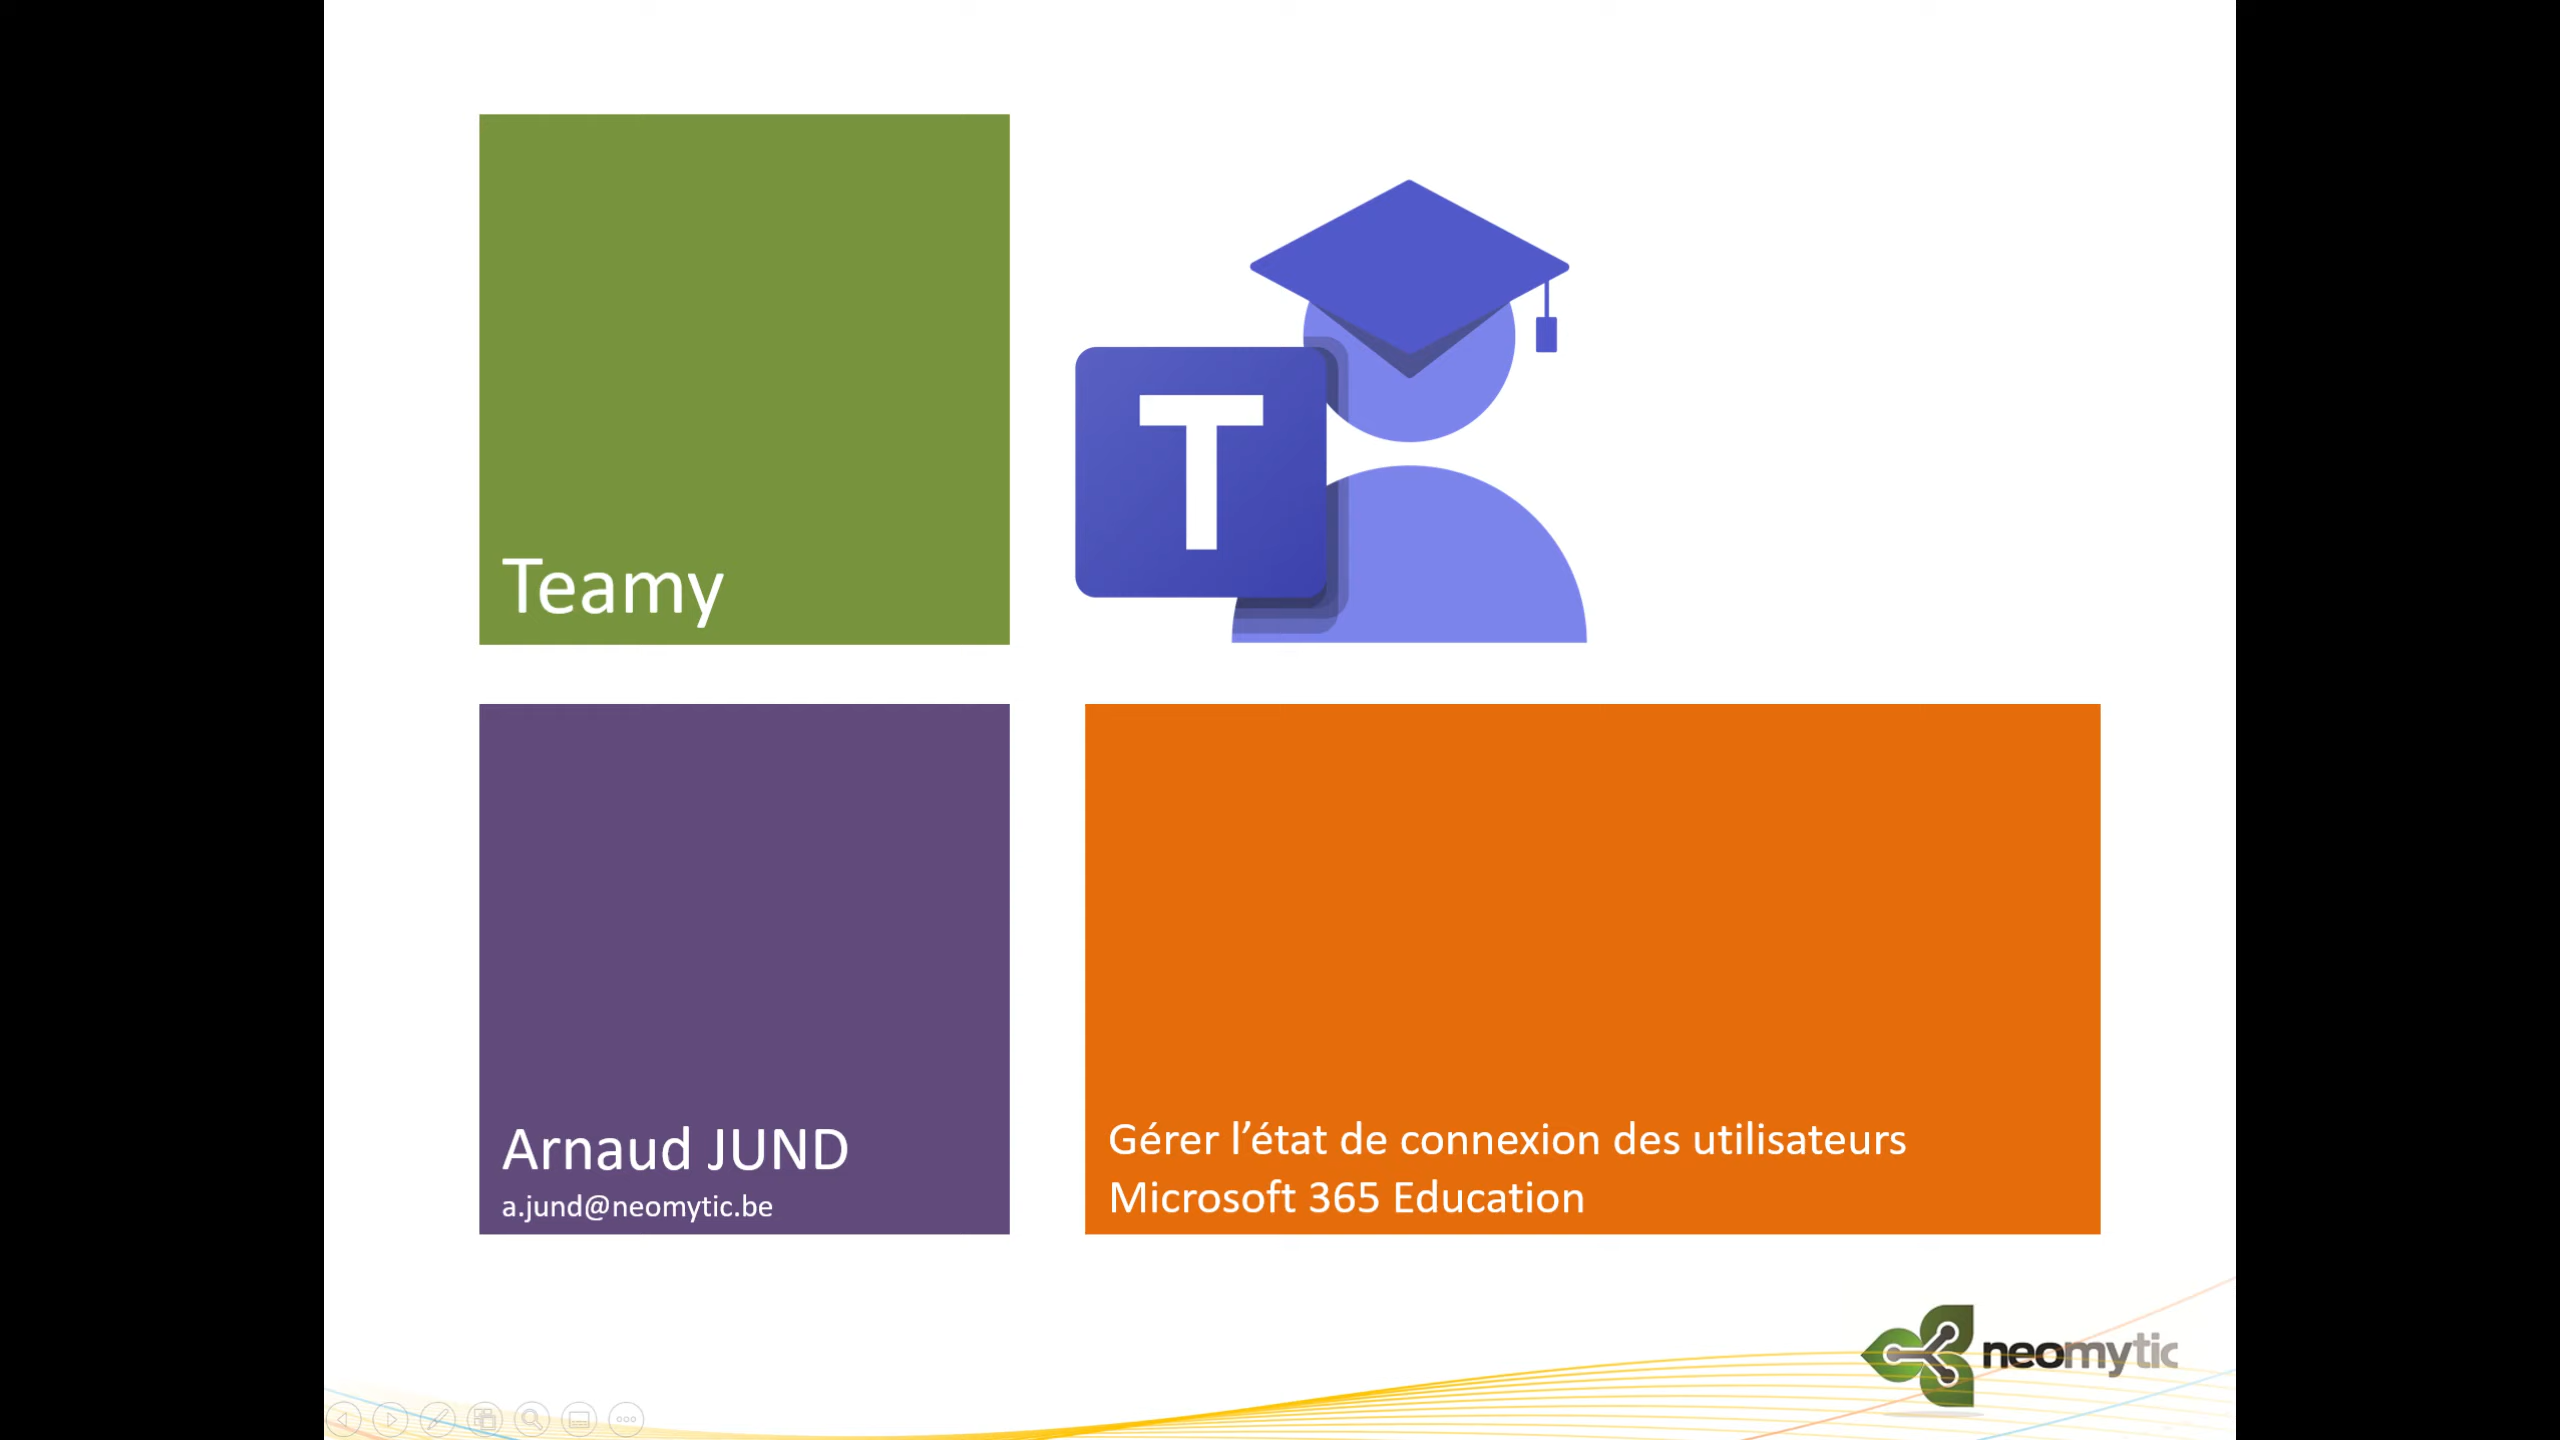 Teamy
T
Arnaud JUND
a.jund@neomytic.be
Gérer l’état de connexion des utilisateurs
Microsoft 365 Education
neomytic